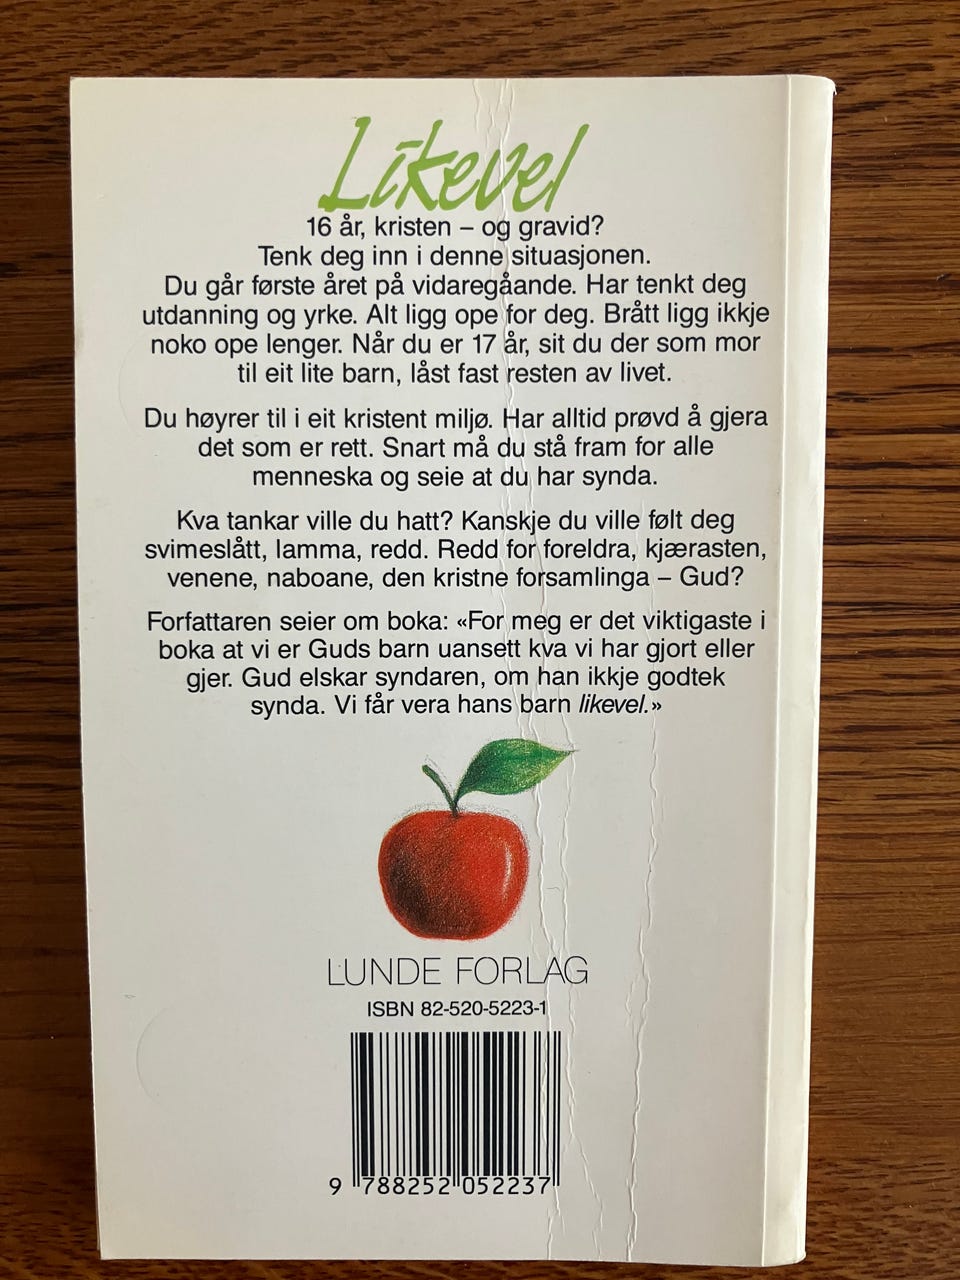 Likevel
16 år, kristen – og gravid?
Tenk deg inn i denne situasjonen.
Du går første året på vidaregåande. Har tenkt deg
utdanning og yrke. Alt ligg ope for deg. Brått ligg ikkje
noko ope lenger. Når du er 17 år, sit du der som mor
til eit lite barn, låst fast resten av livet.
Du høyrer til i eit kristent miljø. Har alltid prøvd å gjera
det som er rett. Snart må du stå fram for alle
menneska og seie at du har synda.
Kva tankar ville du hatt? Kanskje du ville følt deg
svimeslått, lamma, redd. Redd for foreldra, kjærasten,
venene, naboane, den kristne forsamlinga – Gud?
Forfattaren seier om boka: «For meg er det viktigaste i
boka at vi er Guds barn uansett kva vi har gjort eller
gjer. Gud elskar syndaren, om han ikkje godtek
synda. Vi får vera hans barn likevel.»
LUNDE FORLAG
ISBN 82-520-5223-1
9 788252 052237